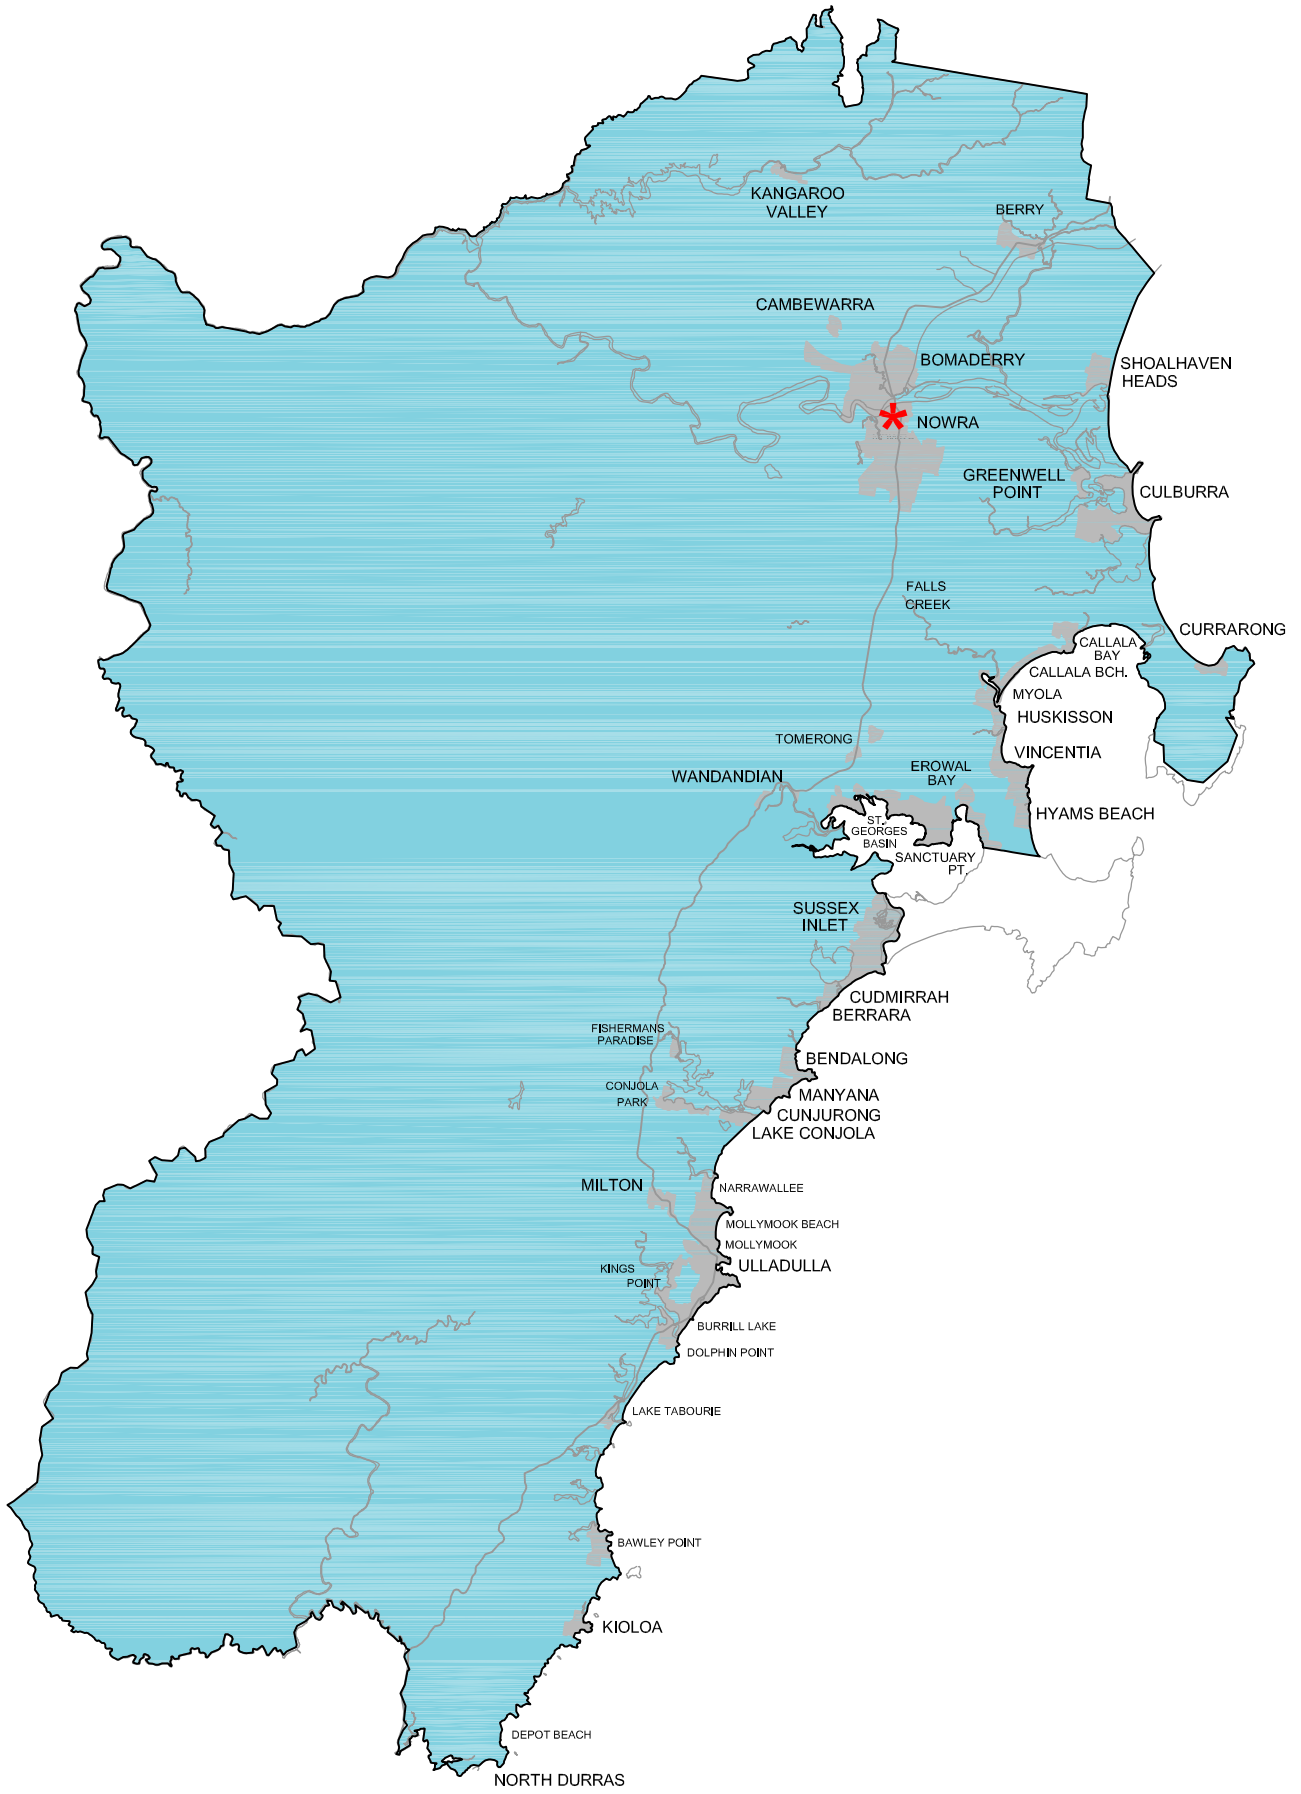 KANGAROO
VALLEY
BERRY
CAMBEWARRA
BOMADERRY
SHOALHAVEN
HEADS
NOWRA
GREENWELL
POINT
CULBURRA
FALLS
CREEK
CURRARONG
CALLALA
BAY
CALLALA BCH.
MYOLA
HUSKISSON
TOMERONG
VINCENTIA
EROWAL
BAY
WANDANDIAN
HYAMS BEACH
ST.
GEORGES
BASIN
SANCTUARY
PT.
SUSSEX
INLET
CUDMIRRAH
BERRARA
FISHERMANS
PARADISE
BENDALONG
CONJOLA
PARK
MANYANA
CUNJURONG
LAKE CONJOLA
MILTON
NARRAWALLEE
MOLLYMOOK BEACH
MOLLYMOOK
ULLADULLA
KINGS
POINT
BURRILL LAKE
DOLPHIN POINT
LAKE TABOURIE
BAWLEY POINT
KIOLOA
DEPOT BEACH
NORTH DURRAS